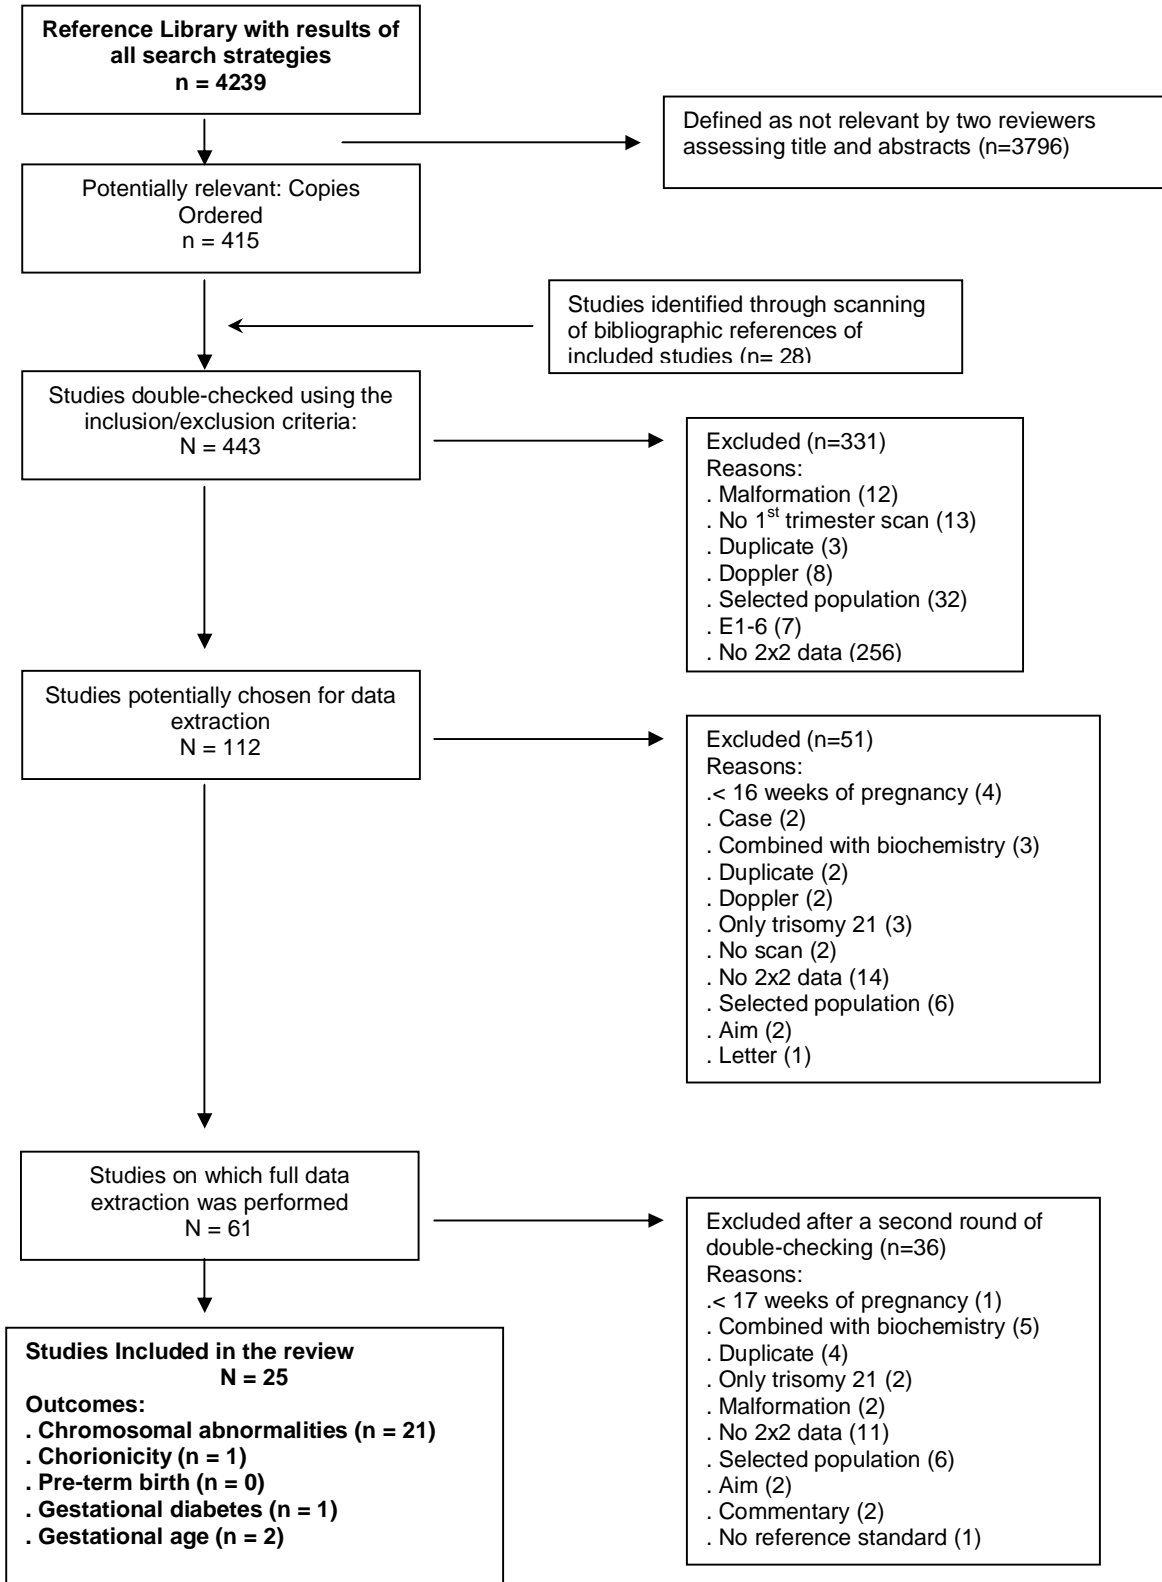 Reference Library with results of
all search strategies
n = 4239
Defined as not relevant by two reviewers
assessing title and abstracts (n=3796)
Potentially relevant: Copies
Ordered
n = 415
Studies identified through scanning
of bibliographic references of
included studies (n= 28)
Studies double-checked using the
inclusion/exclusion criteria:
N = 443
Excluded (n=331)
Reasons:
. Malformation (12)
. No 1st trimester scan (13)
. Duplicate (3)
. Doppler (8)
. Selected population (32)
. E1-6 (7)
. No 2x2 data (256)
Studies potentially chosen for data
extraction
N = 112
Excluded (n=51)
Reasons:
.< 16 weeks of pregnancy (4)
. Case (2)
. Combined with biochemistry (3)
. Duplicate (2)
. Doppler (2)
. Only trisomy 21 (3)
. No scan (2)
. No 2x2 data (14)
. Selected population (6)
. Aim (2)
. Letter (1)
Studies on which full data
extraction was performed
N = 61
Excluded after a second round of
double-checking (n=36)
Reasons:
.< 17 weeks of pregnancy (1)
. Combined with biochemistry (5)
. Duplicate (4)
. Only trisomy 21 (2)
. Malformation (2)
. No 2x2 data (11)
. Selected population (6)
. Aim (2)
. Commentary (2)
. No reference standard (1)
Studies Included in the review
N = 25
Outcomes:
. Chromosomal abnormalities (n = 21)
. Chorionicity (n = 1)
. Pre-term birth (n = 0)
. Gestational diabetes (n = 1)
. Gestational age (n = 2)